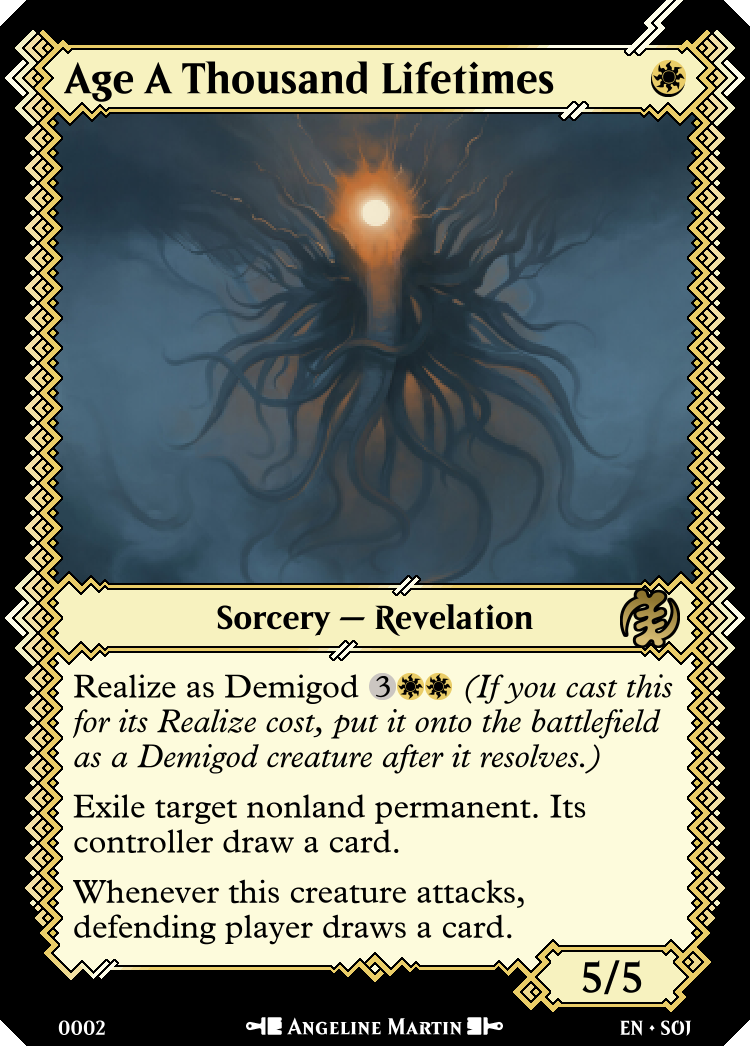 Age A Thousand Lifetimes
Sorcery — Revelation
Realize as Demigod 3 (If you cast this
for its Realize cost, put it onto the battlefield
as a Demigod creature after it resolves.)
Exile target nonland permanent. Its
controller draw a card.
Whenever this creature attacks,
defending player draws a card.
5/5
0002
Angeline Martin
EN • SOJ